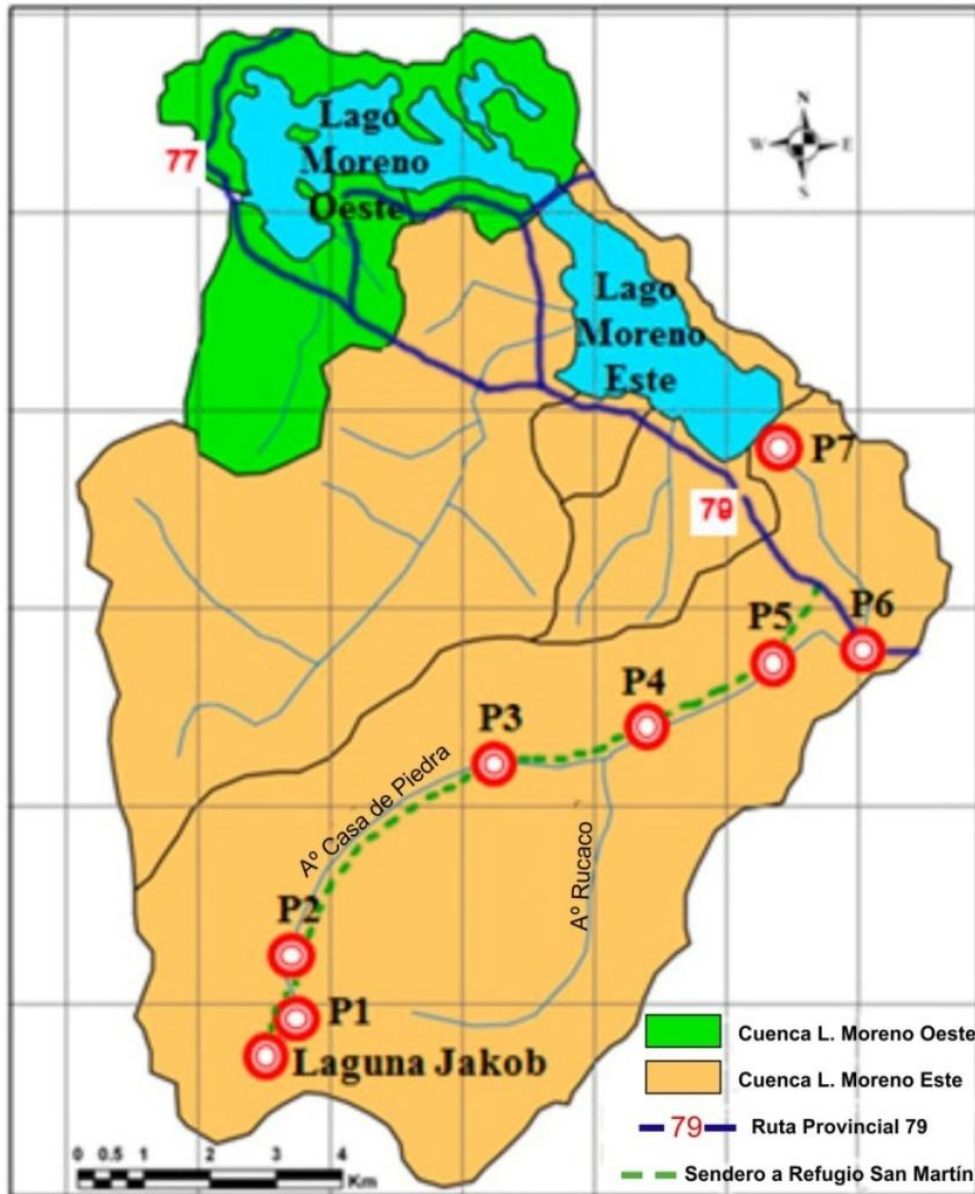 N
W E
S
Lago
Moreno
Oeste
77
Lago
Moreno
Este
P7
79
P6
P5
P4
P3
Aº Casa de Piedra
Aº Rucaco
P2
P1
Laguna Jakob
Cuenca L. Moreno Oeste
Cuenca L. Moreno Este
79 Ruta Provincial 79
Sendero a Refugio San Martín
0 0.5 1 2 3 4
Km